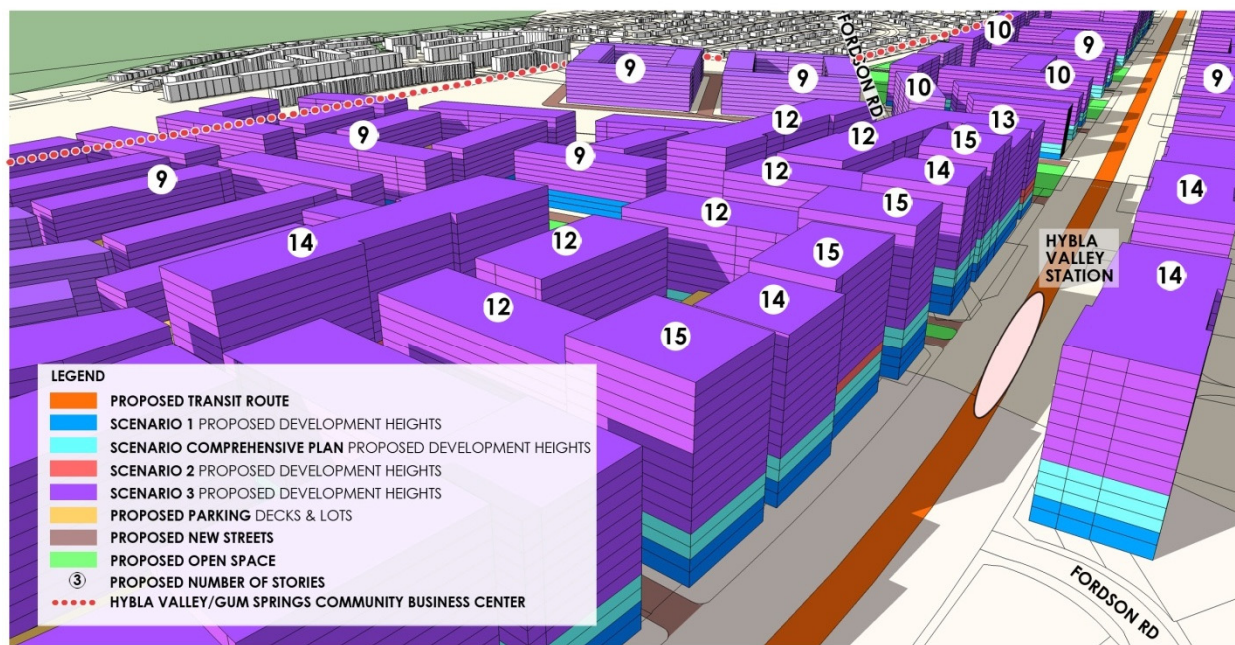 FORDSON RD
10
9
9
9
10
10
9
9
12
12
13
15
9
9
12
14
14
12
15
14
12
15
HYBLA
VALLEY
STATION
14
14
12
15
LEGEND
PROPOSED TRANSIT ROUTE
SCENARIO 1 PROPOSED DEVELOPMENT HEIGHTS
SCENARIO COMPREHENSIVE PLAN PROPOSED DEVELOPMENT HEIGHTS
SCENARIO 2 PROPOSED DEVELOPMENT HEIGHTS
SCENARIO 3 PROPOSED DEVELOPMENT HEIGHTS
PROPOSED PARKING DECKS & LOTS
PROPOSED NEW STREETS
PROPOSED OPEN SPACE
3 PROPOSED NUMBER OF STORIES
HYBLA VALLEY/GUM SPRINGS COMMUNITY BUSINESS CENTER
FORDSON RD